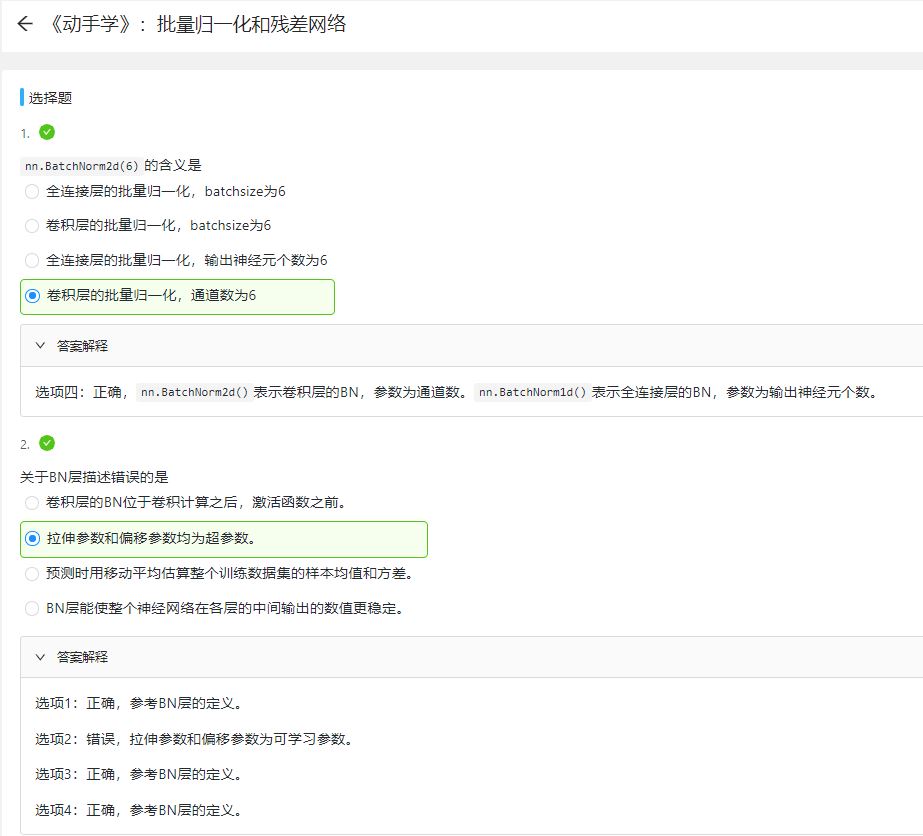 《动手学》：批量归一化和残差网络
选择题
1.
nn.BatchNorm2d(6) 的含义是
全连接层的批量归一化，batchsize为6
卷积层的批量归一化，batchsize为6
全连接层的批量归一化，输出神经元个数为6
卷积层的批量归一化，通道数为6
答案解释
选项四：正确，nn.BatchNorm2d() 表示卷积层的BN，参数为通道数。nn.BatchNorm1d() 表示全连接层的BN，参数为输出神经元个数。
2.
关于BN层描述错误的是
卷积层的BN位于卷积计算之后，激活函数之前。
拉伸参数和偏移参数均为超参数。
预测时用移动平均估算整个训练数据集的样本均值和方差。
BN层能使整个神经网络在各层的中间输出的数值更稳定。
答案解释
选项1：正确，参考BN层的定义。
选项2：错误，拉伸参数和偏移参数为可学习参数。
选项3：正确，参考BN层的定义。
选项4：正确，参考BN层的定义。